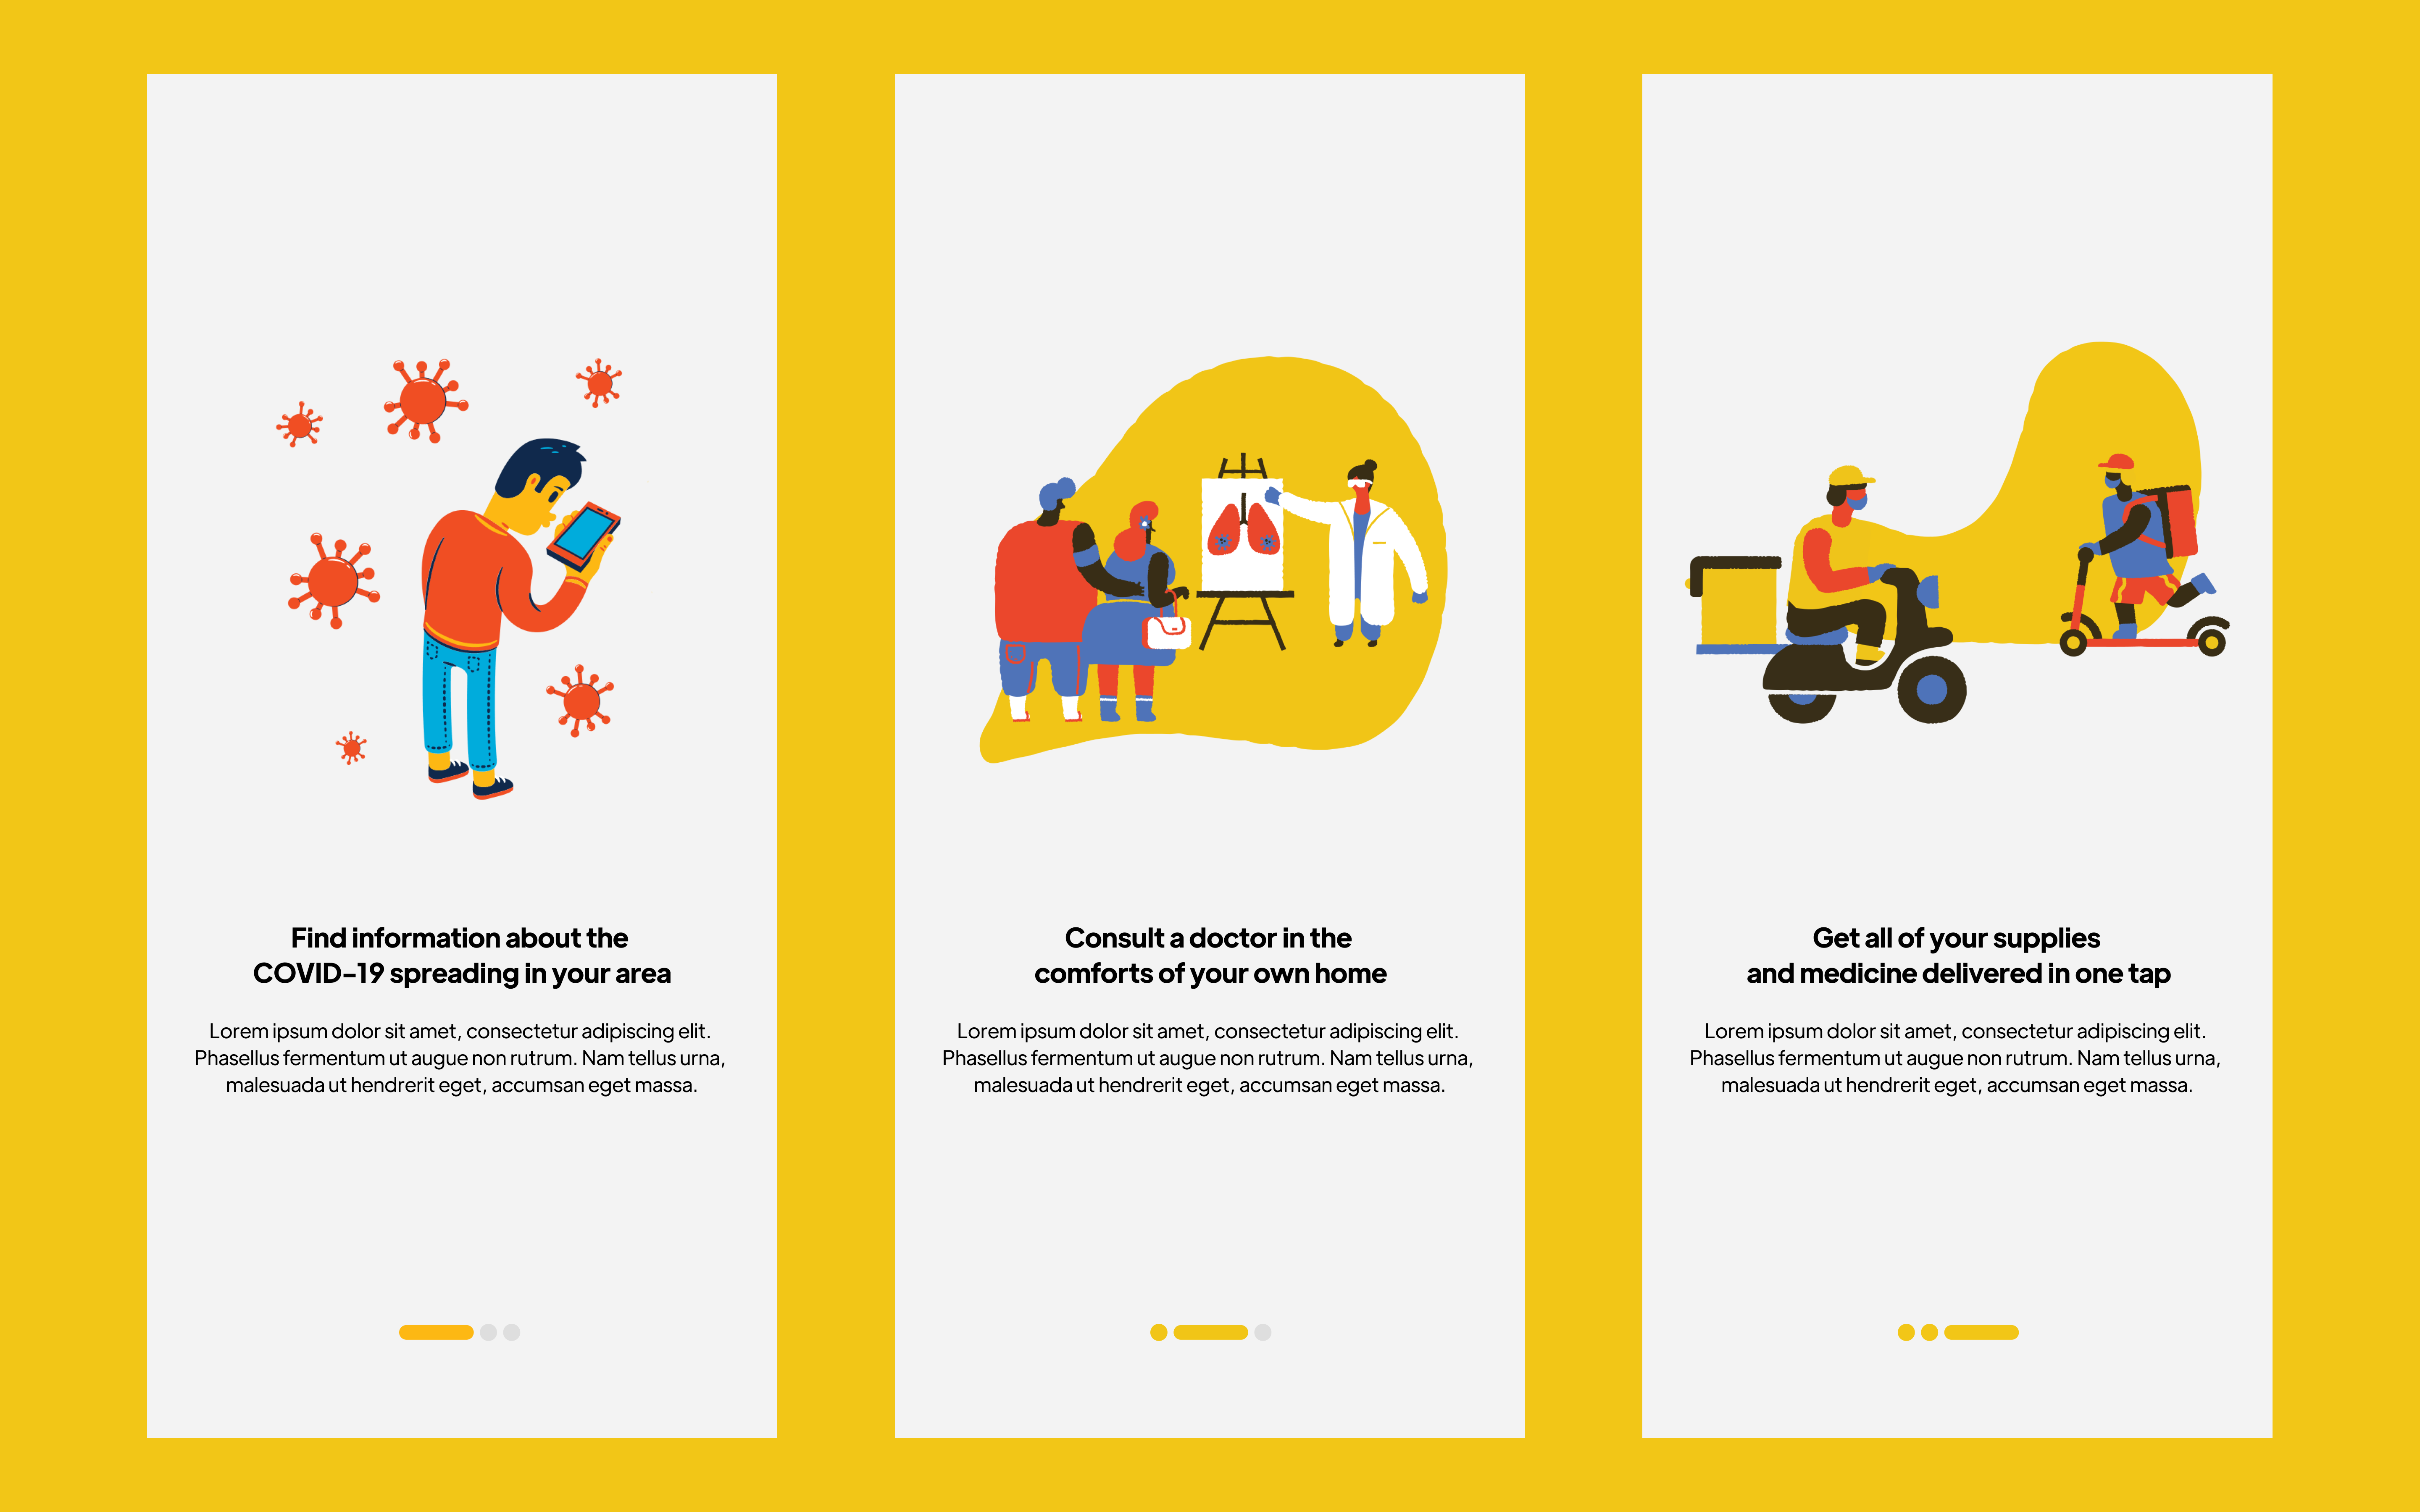 Find information about the
COVID-19 spreading in your area
Lorem ipsum dolor sit amet, consectetur adipiscing elit.
Phasellus fermentum ut augue non rutrum. Nam tellus urna,
malesuada ut hendrerit eget, accumsan eget massa.
Consult a doctor in the
comforts of your own home
Lorem ipsum dolor sit amet, consectetur adipiscing elit.
Phasellus fermentum ut augue non rutrum. Nam tellus urna,
malesuada ut hendrerit eget, accumsan eget massa.
Get all of your supplies
and medicine delivered in one tap
Lorem ipsum dolor sit amet, consectetur adipiscing elit.
Phasellus fermentum ut augue non rutrum. Nam tellus urna,
malesuada ut hendrerit eget, accumsan eget massa.